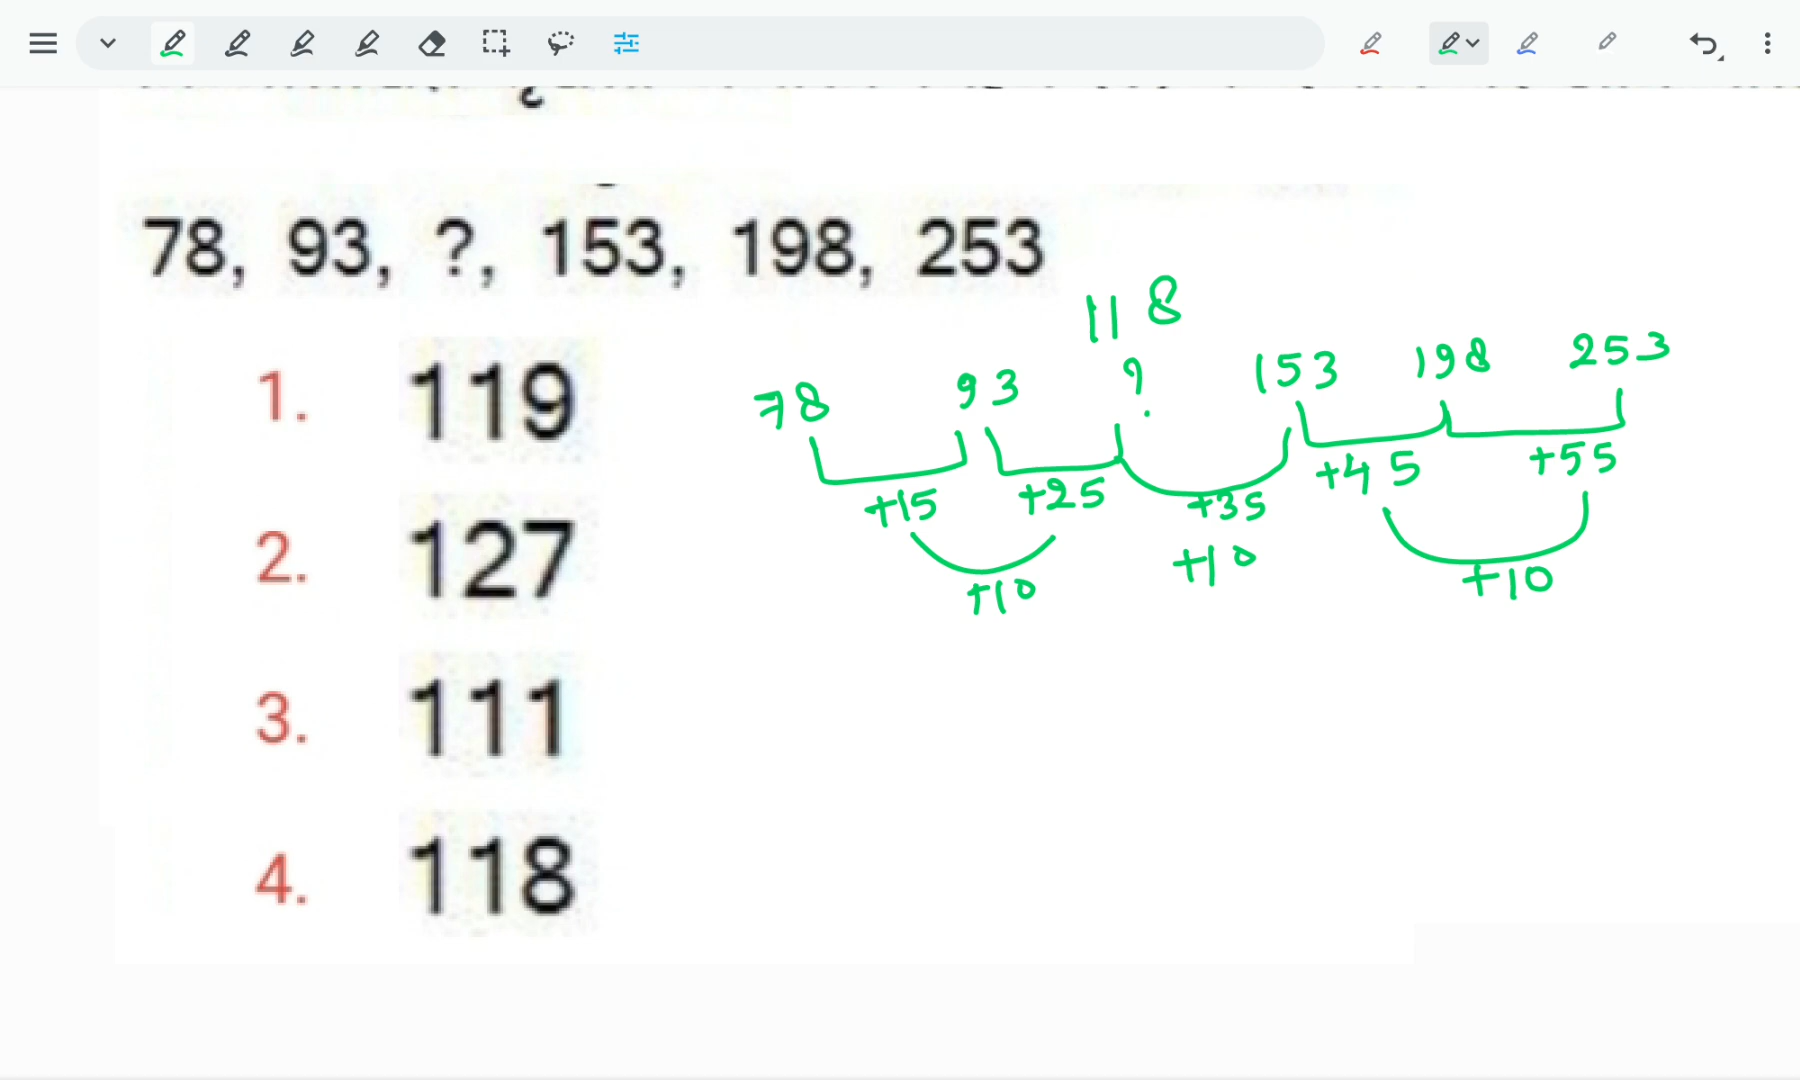 78, 93, ?, 153, 198, 253
118
78 93 ? 153 198 253
+15 +25 +35 +45 +55
+10 +10 +10
1. 119
2. 127
3. 111
4. 118